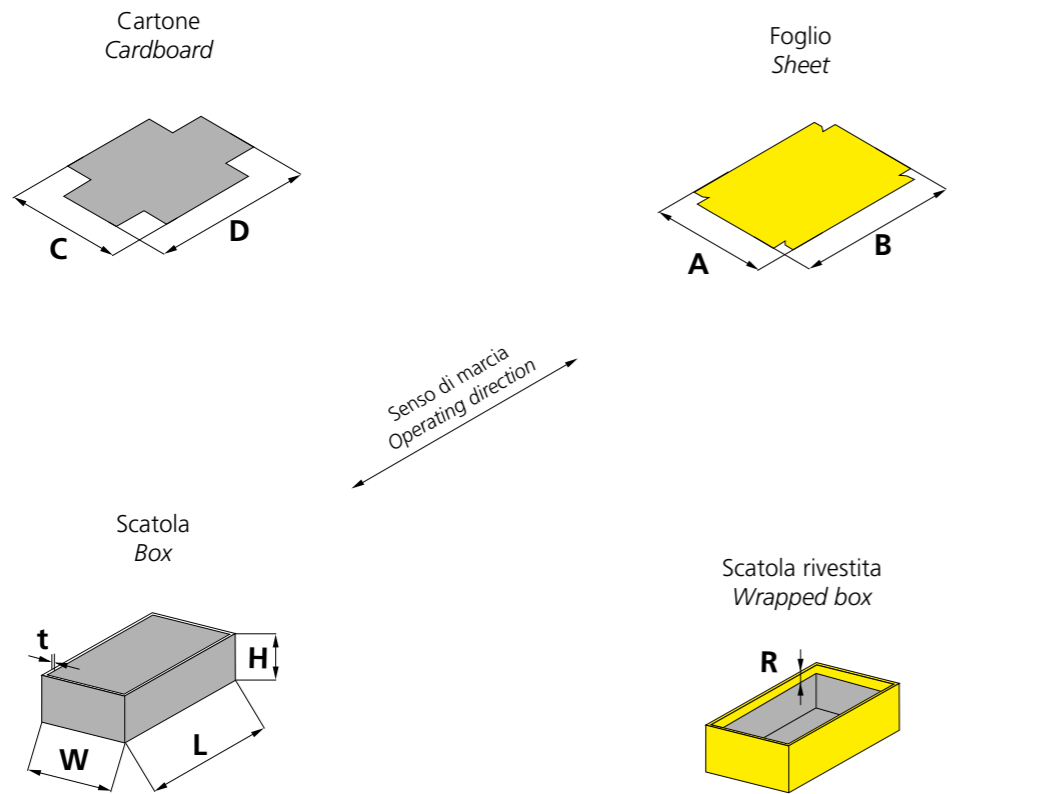 Cartone
Cardboard
Foglio
Sheet
C
D
A
B
Senso di marcia
Operating direction
Scatola
Box
t
H
W
L
Scatola rivestita
Wrapped box
R